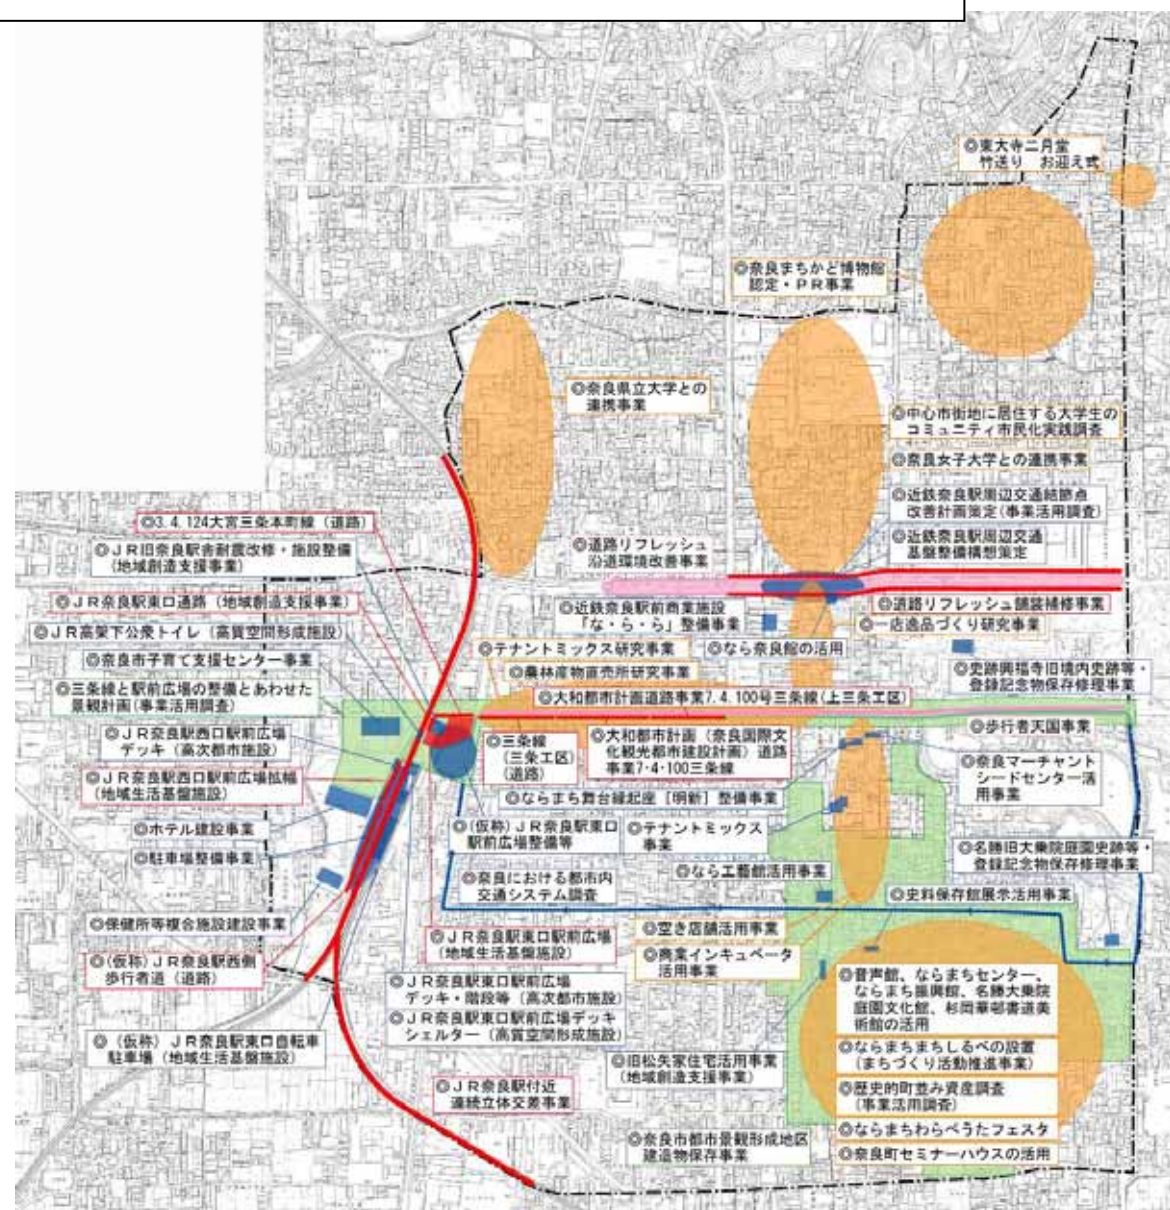 ◎東大寺二月堂
竹送り お迎え式
◎奈良まちかど博物館
認定・PR事業
◎奈良県立大学との
連携事業
◎中心市街地に居住する大学生の
コミュニティ市民化実践調査
◎奈良女子大学との連携事業
◎近鉄奈良駅周辺交通結節点
改善計画策定(事業活用調査)
◎近鉄奈良駅周辺交通
基盤整備構想策定
◎3.4.124大宮三条本町線(道路)
◎JR旧奈良駅舎耐震改修・施設整備
(地域創造支援事業)
◎道路リフレッシュ
沿道環境改善事業
◎JR奈良駅東口通路(地域創造支援事業)
◎近鉄奈良駅前商業施設
「な・ら・ら」整備事業
◎道路リフレッシュ舗装補修事業
◎一店逸品づくり研究事業
◎JR高架下公衆トイレ(高質空間形成施設)
◎テナントミックス研究事業
◎なら奈良館の活用
◎奈良市子育て支援センター事業
◎農林産物直売所研究事業
◎史跡興福寺旧境内史跡等・
登録記念物保存修理事業
◎三条線と駅前広場の整備とあわせた
景観計画(事業活用調査)
◎大和都市計画道路事業7.4.100号三条線(上三条工区)
◎歩行者天国事業
◎JR奈良駅西口駅前広場
デッキ(高次都市施設)
◎三条線
(三条工区)
(道路)
◎大和都市計画(奈良国際文
化観光都市建設計画)道路
事業7・4・100三条線
◎奈良マーチャント
シードセンター活
用事業
◎JR奈良駅西口駅前広場拡幅
(地域生活基盤施設)
◎ならまち舞台縁起座[明新]整備事業
◎ホテル建設事業
◎(仮称)JR奈良駅東口
駅前広場整備等
◎テナントミックス
事業
◎駐車場整備事業
◎名勝旧大乗院庭園史跡等・
登録記念物保存修理事業
◎奈良における都市内
交通システム調査
◎なら工藝館活用事業
◎史料保存館展示活用事業
◎保健所等複合施設建設事業
◎空き店舗活用事業
◎JR奈良駅東口駅前広場
(地域生活基盤施設)
◎商業インキュベータ
活用事業
◎(仮称)JR奈良駅西側
歩行者道(道路)
◎音声館、ならまちセンター、
ならまち振興館、名勝大乗院
庭園文化館、杉岡華邨書道美
術館の活用
◎JR奈良駅東口駅前広場
デッキ・階段等(高次都市施設)
◎JR奈良駅東口駅前広場デッキ
シェルター(高質空間形成施設)
◎(仮称)JR奈良駅東口自転車
駐車場(地域生活基盤施設)
◎ならまちまちしるべの設置
(まちづくり活動推進事業)
◎旧松矢家住宅活用事業
(地域創造支援事業)
◎JR奈良駅付近
連続立体交差事業
◎歴史的町並み資産調査
(事業活用調査)
◎ならまちわらべうたフェスタ
◎奈良市都市景観形成地区
建造物保存事業
◎奈良町セミナーハウスの活用